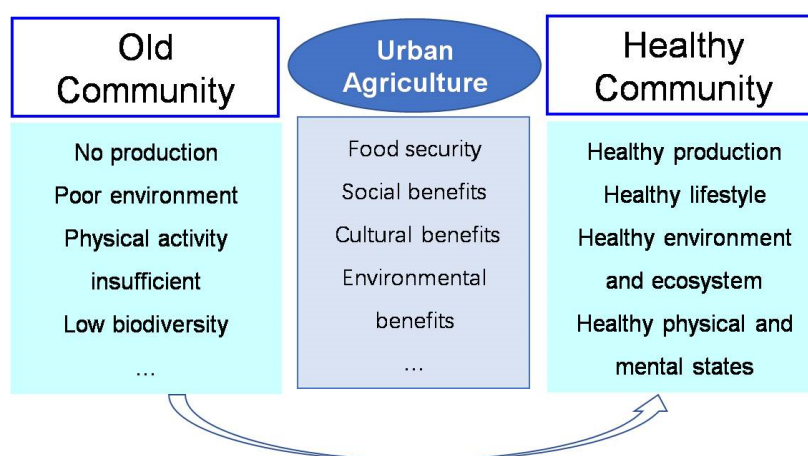 Old
Community
No production
Poor environment
Physical activity
insufficient
Low biodiversity
…
Urban
Agriculture
Food security
Social benefits
Cultural benefits
Environmental
benefits
…
Healthy
Community
Healthy production
Healthy lifestyle
Healthy environment
and ecosystem
Healthy physical and
mental states